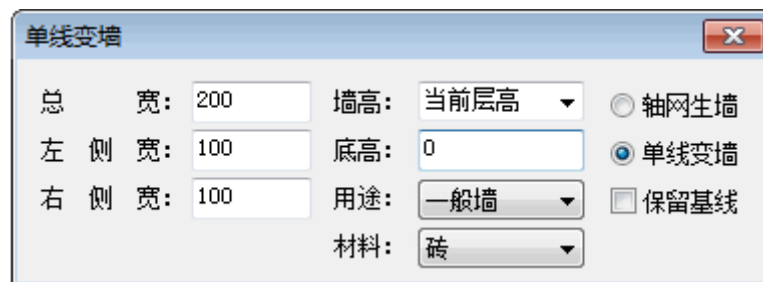 单线变墙
总 宽: 200 墙高: 当前层高 轴网生墙
左 侧 宽: 100 底高: 0 单线变墙
右 侧 宽: 100 用途: 一般墙 保留基线
材料: 砖